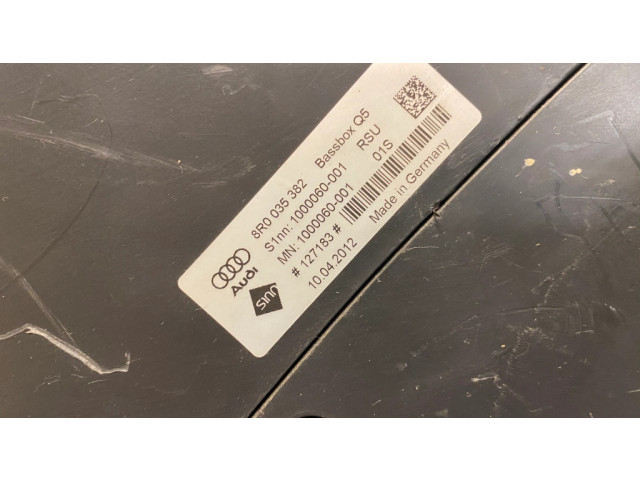 8R0 035 382 Bassbox Q5
S1nn: 1000060-001 RSU
MN: 1000060-001 01S
# 127183 #
10.04.2012 Made in Germany
Audi
S1nn